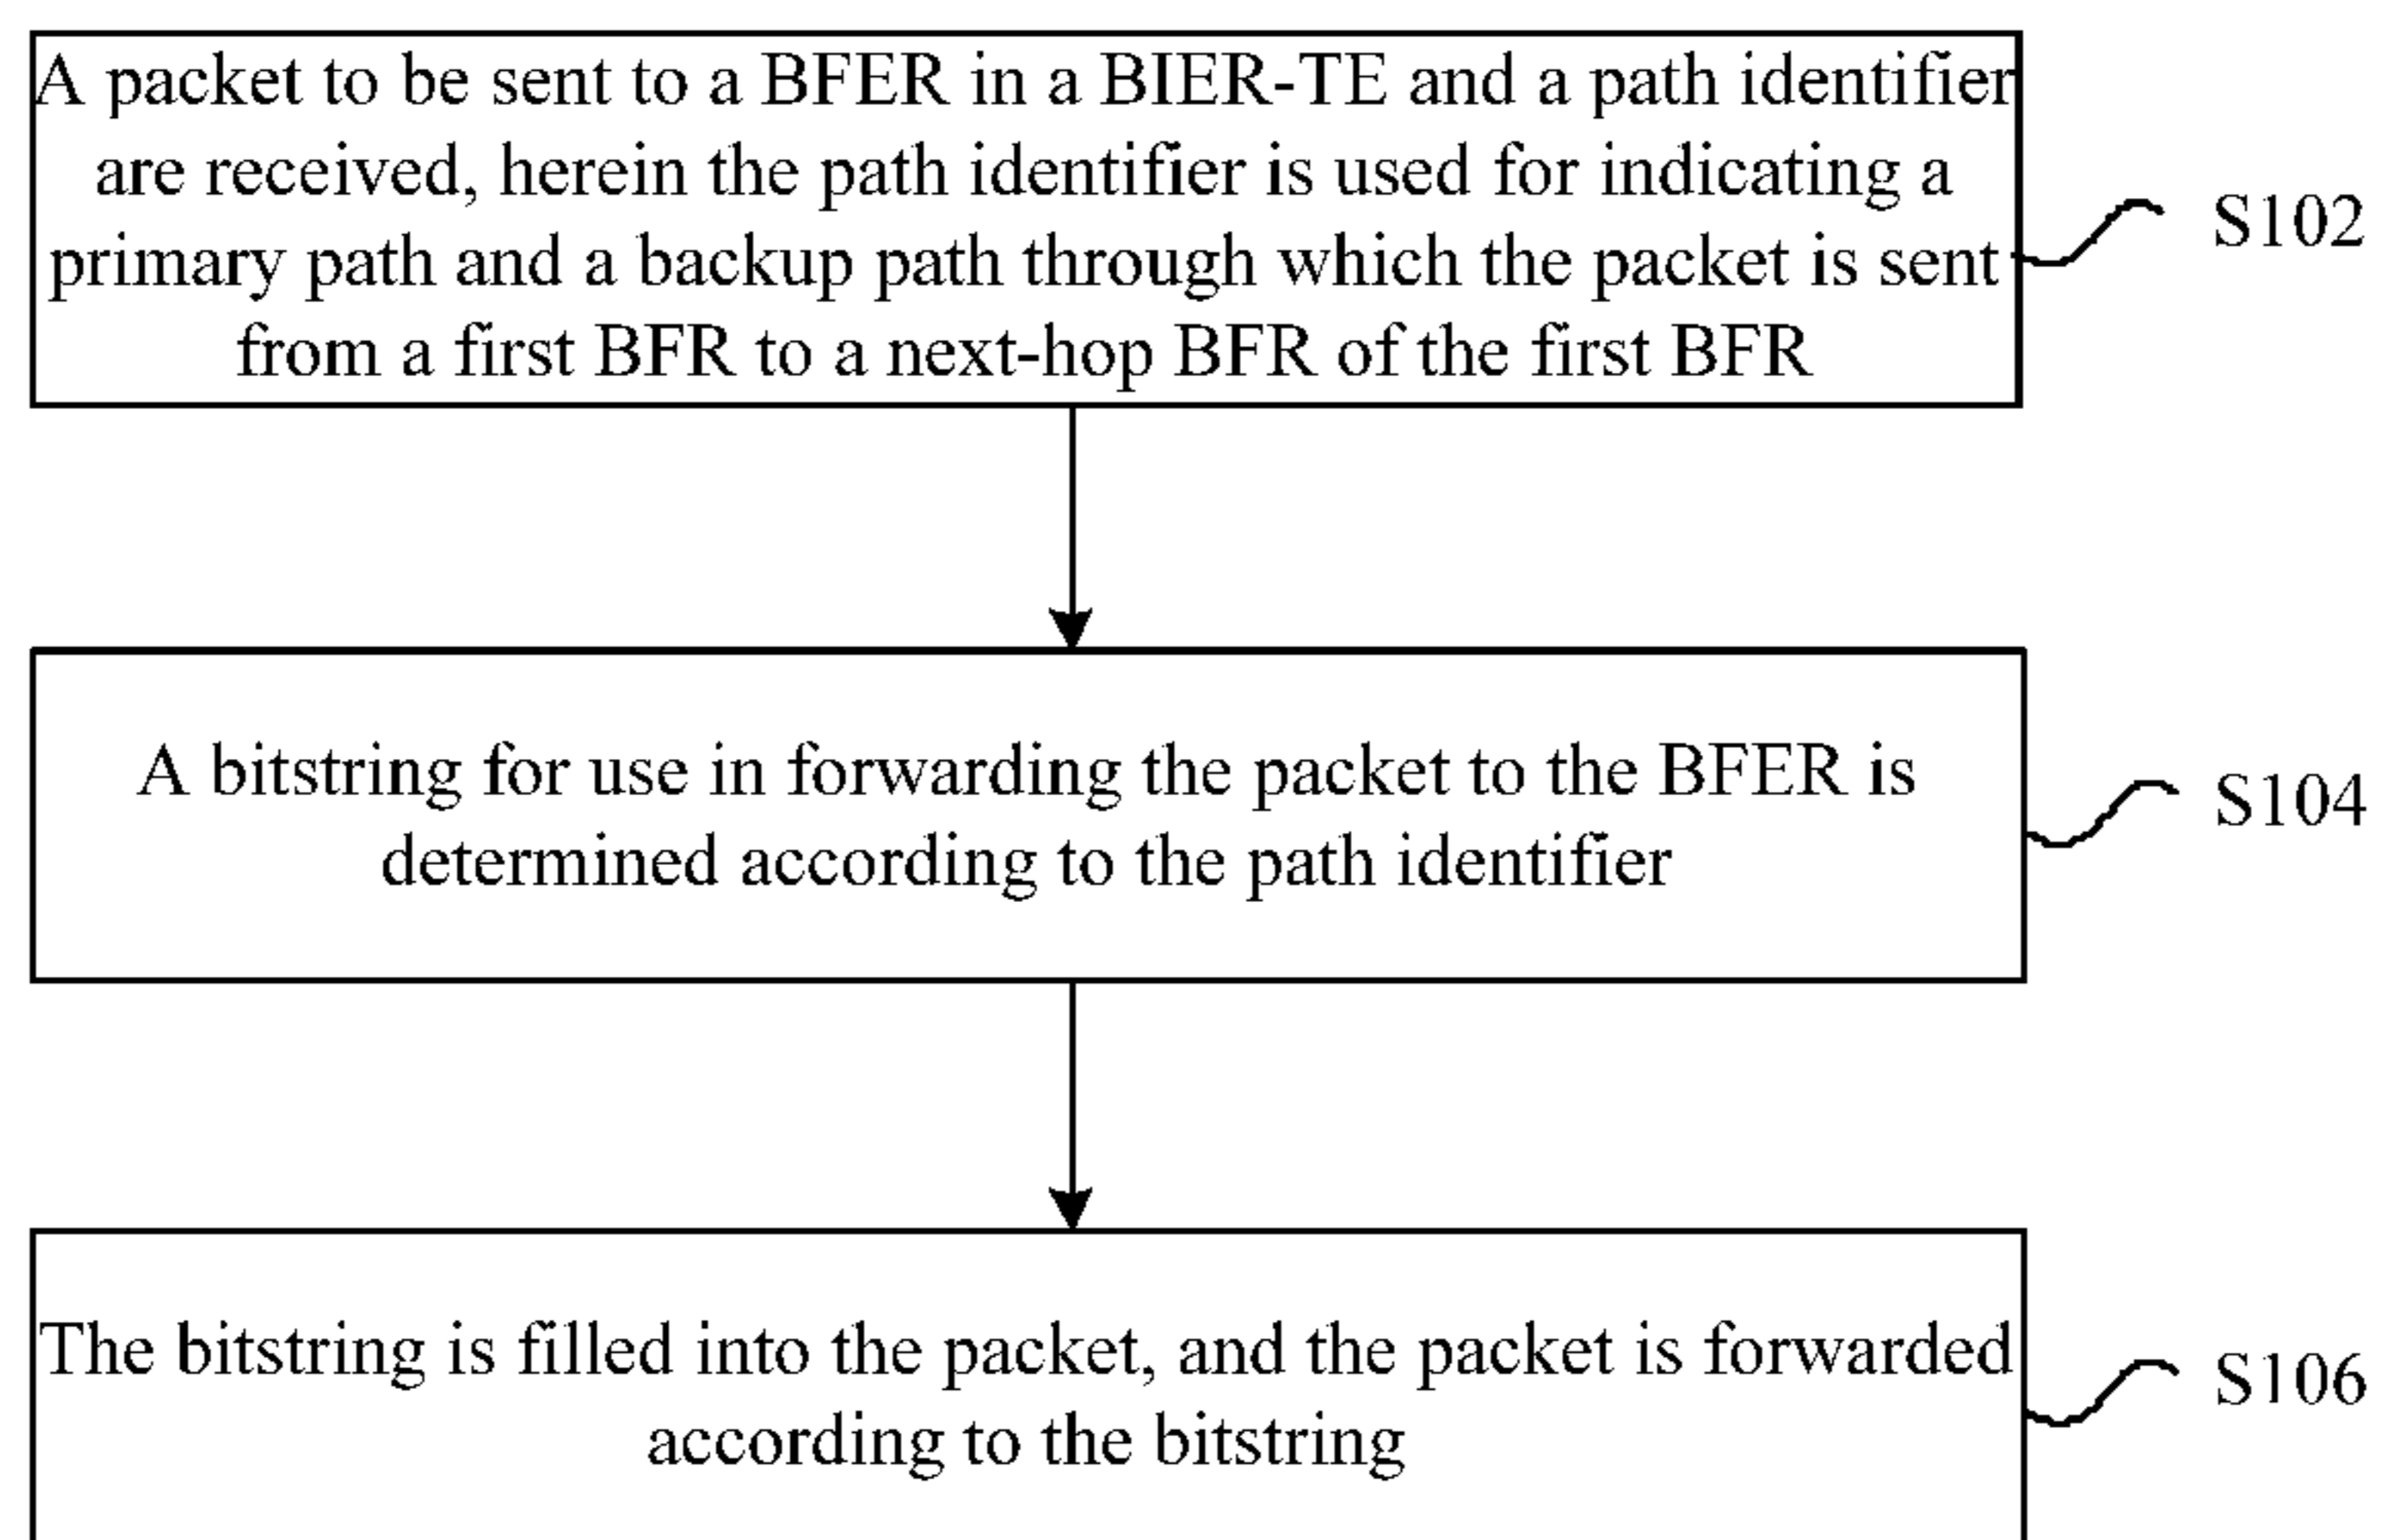 A packet to be sent to a BFER in a BIER-TE and a path identifier
are received, herein the path identifier is used for indicating a
primary path and a backup path through which the packet is sent
from a first BFR to a next-hop BFR of the first BFR
S102
A bitstring for use in forwarding the packet to the BFER is
determined according to the path identifier
S104
The bitstring is filled into the packet, and the packet is forwarded
according to the bitstring
S106